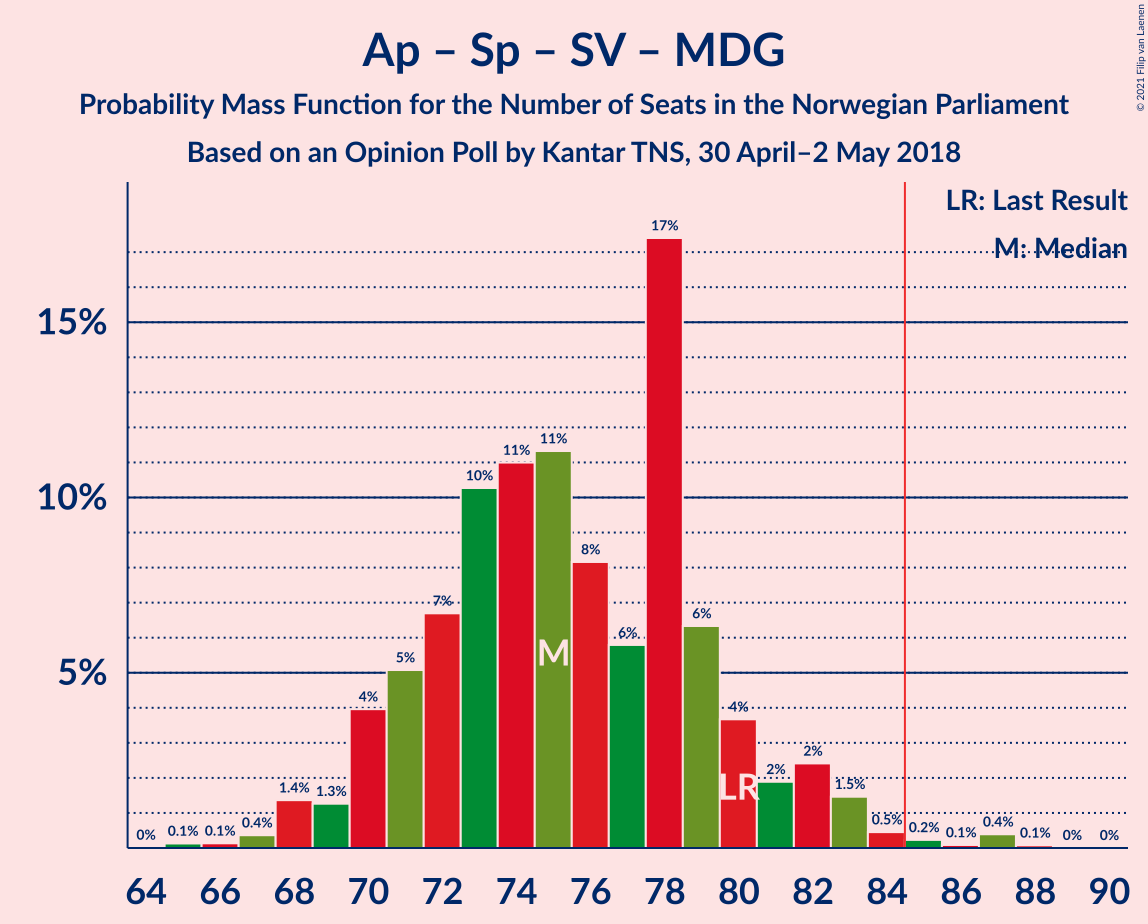 Ap – Sp – SV – MDG
Probability Mass Function for the Number of Seats in the Norwegian Parliament
Based on an Opinion Poll by Kantar TNS, 30 April–2 May 2018
© 2021 Filip van Laenen
LR: Last Result
M: Median
15%
10%
5%
0% 0.1% 0.1% 0.4% 1.4% 1.3% 4% 5% 7% 10% 11% 11% 8% 6% 17% 6% 4% 2% 2% 1.5% 0.5% 0.2% 0.1% 0.4% 0.1% 0% 0%
M
LR
64 66 68 70 72 74 76 78 80 82 84 86 88 90